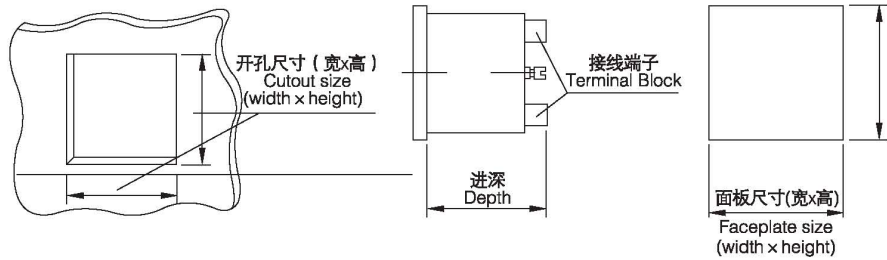 开孔尺寸（宽x高）
Cutout size
(width × height)
接线端子
Terminal Block
进深
Depth
面板尺寸(宽x高)
Faceplate size
(width × height)